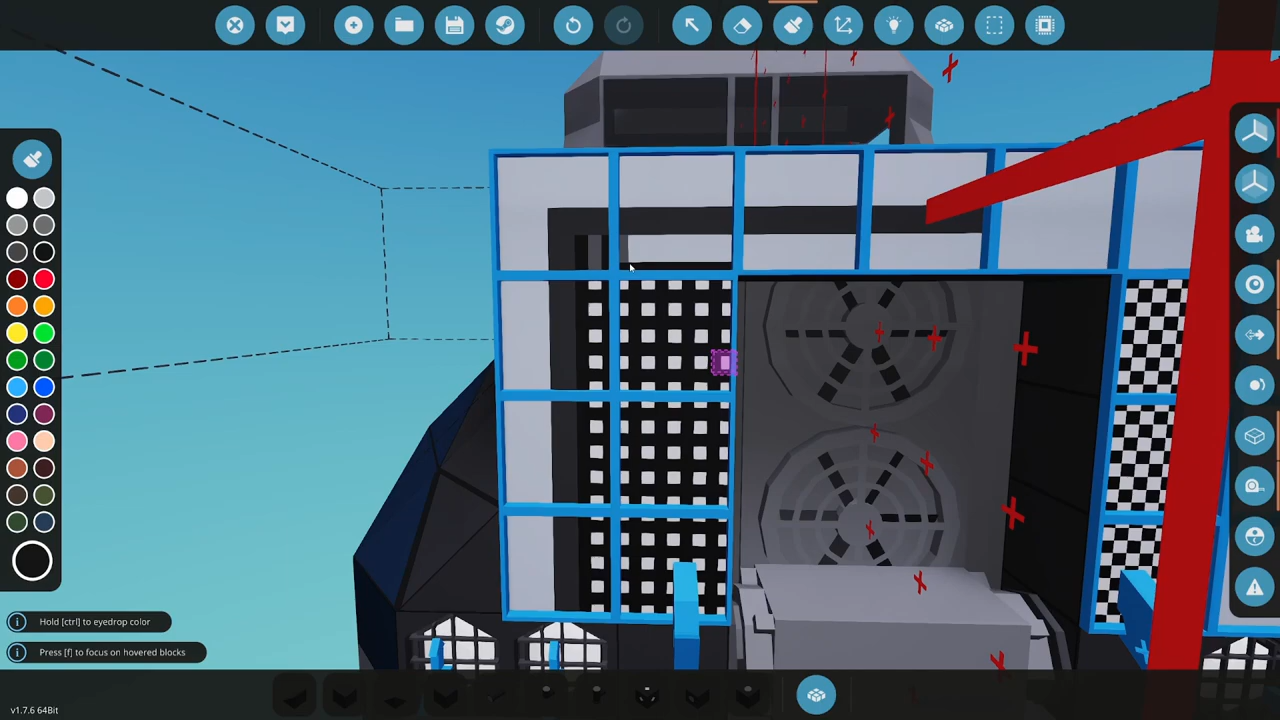 Hold [ctrl] to eyedrop color
Press [f] to focus on hovered blocks
v1.7.6 64Bit